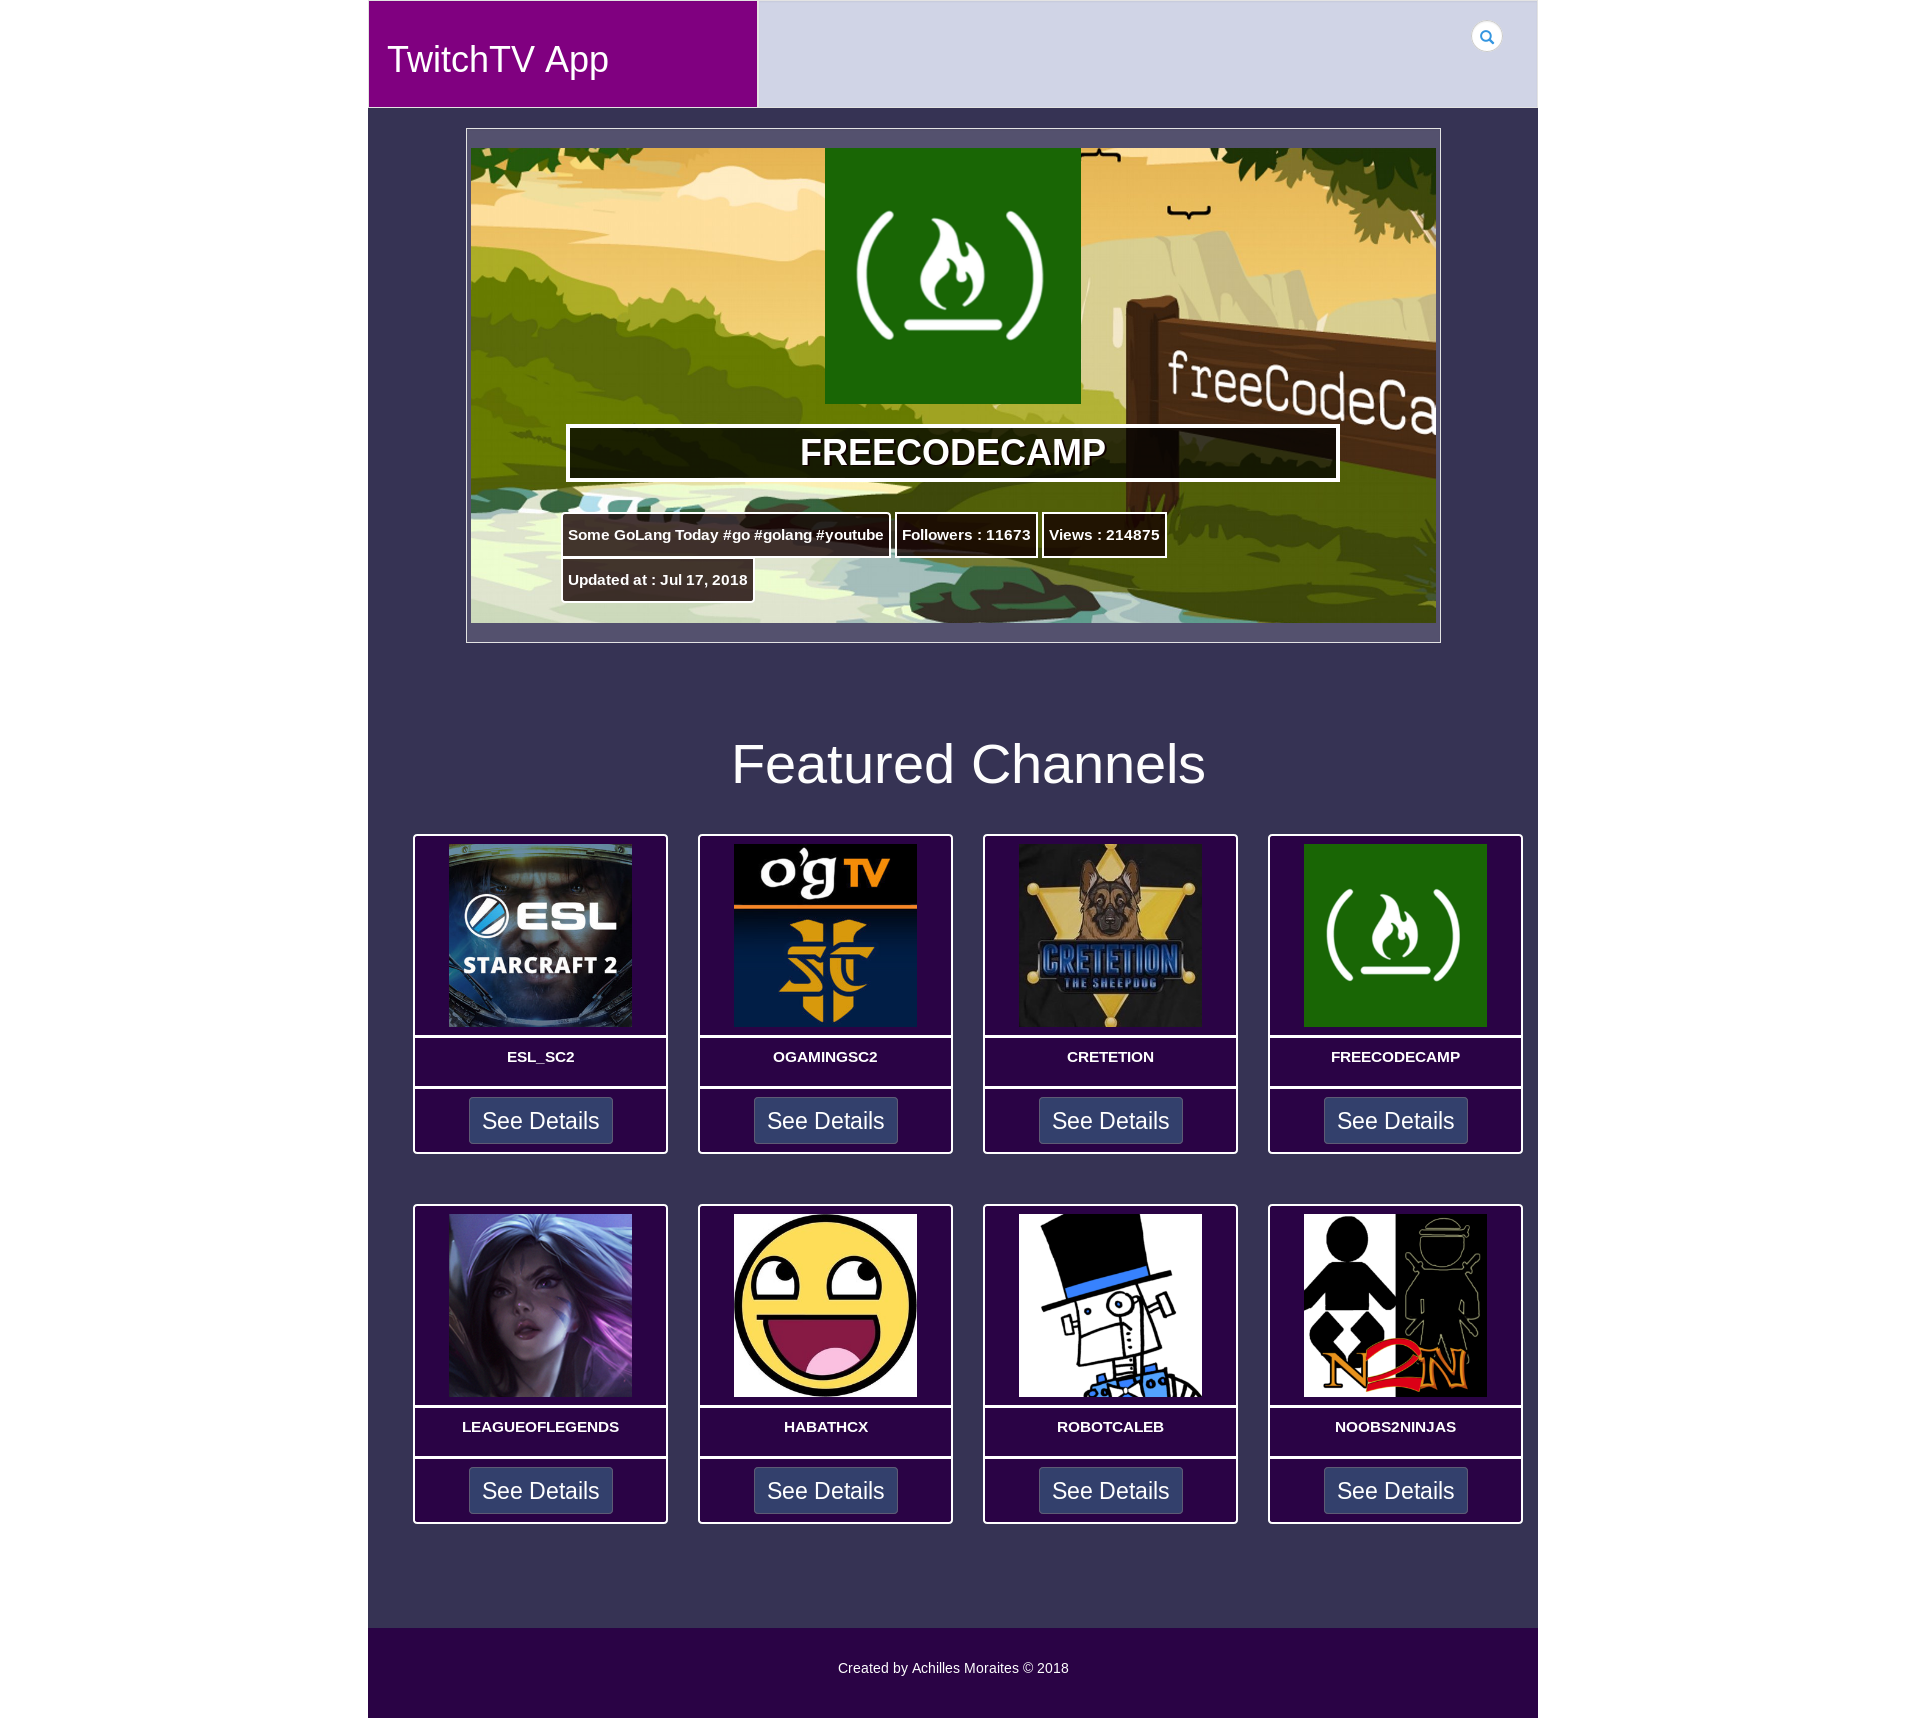 TwitchTV App
freeCodeCa
FREECODECAMP
Some GoLang Today #go #golang #youtube
Followers : 11673
Views : 214875
Updated at : Jul 17, 2018
Featured Channels
ESL
STARCRAFT 2
o'g TV
SC
II
CRETETION
THE SHEEPDOG
ESL_SC2
OGAMINGSC2
CRETETION
FREECODECAMP
See Details
See Details
See Details
See Details
N2N
LEAGUEOFLEGENDS
HABATHCX
ROBOTCALEB
NOOBS2NINJAS
See Details
See Details
See Details
See Details
Created by Achilles Moraites © 2018